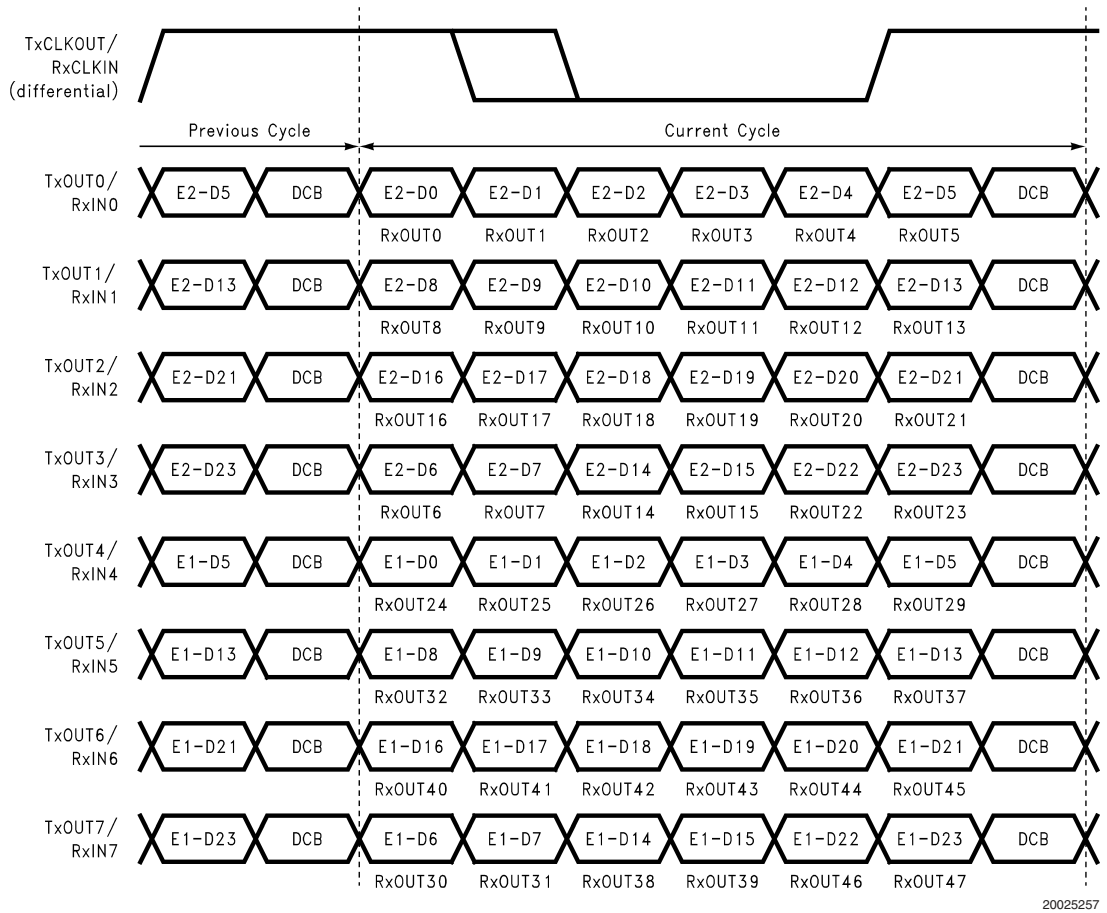 TxCLKOUT/
RxCLKIN
(differential)
Previous Cycle Current Cycle
TxOUT0/
RxIN0
E2-D5 DCB E2-D0 E2-D1 E2-D2 E2-D3 E2-D4 E2-D5 DCB
RxOUT0 RxOUT1 RxOUT2 RxOUT3 RxOUT4 RxOUT5
TxOUT1/
RxIN1
E2-D13 DCB E2-D8 E2-D9 E2-D10 E2-D11 E2-D12 E2-D13 DCB
RxOUT8 RxOUT9 RxOUT10 RxOUT11 RxOUT12 RxOUT13
TxOUT2/
RxIN2
E2-D21 DCB E2-D16 E2-D17 E2-D18 E2-D19 E2-D20 E2-D21 DCB
RxOUT16 RxOUT17 RxOUT18 RxOUT19 RxOUT20 RxOUT21
TxOUT3/
RxIN3
E2-D23 DCB E2-D6 E2-D7 E2-D14 E2-D15 E2-D22 E2-D23 DCB
RxOUT6 RxOUT7 RxOUT14 RxOUT15 RxOUT22 RxOUT23
TxOUT4/
RxIN4
E1-D5 DCB E1-D0 E1-D1 E1-D2 E1-D3 E1-D4 E1-D5 DCB
RxOUT24 RxOUT25 RxOUT26 RxOUT27 RxOUT28 RxOUT29
TxOUT5/
RxIN5
E1-D13 DCB E1-D8 E1-D9 E1-D10 E1-D11 E1-D12 E1-D13 DCB
RxOUT32 RxOUT33 RxOUT34 RxOUT35 RxOUT36 RxOUT37
TxOUT6/
RxIN6
E1-D21 DCB E1-D16 E1-D17 E1-D18 E1-D19 E1-D20 E1-D21 DCB
RxOUT40 RxOUT41 RxOUT42 RxOUT43 RxOUT44 RxOUT45
TxOUT7/
RxIN7
E1-D23 DCB E1-D6 E1-D7 E1-D14 E1-D15 E1-D22 E1-D23 DCB
RxOUT30 RxOUT31 RxOUT38 RxOUT39 RxOUT46 RxOUT47
20025257